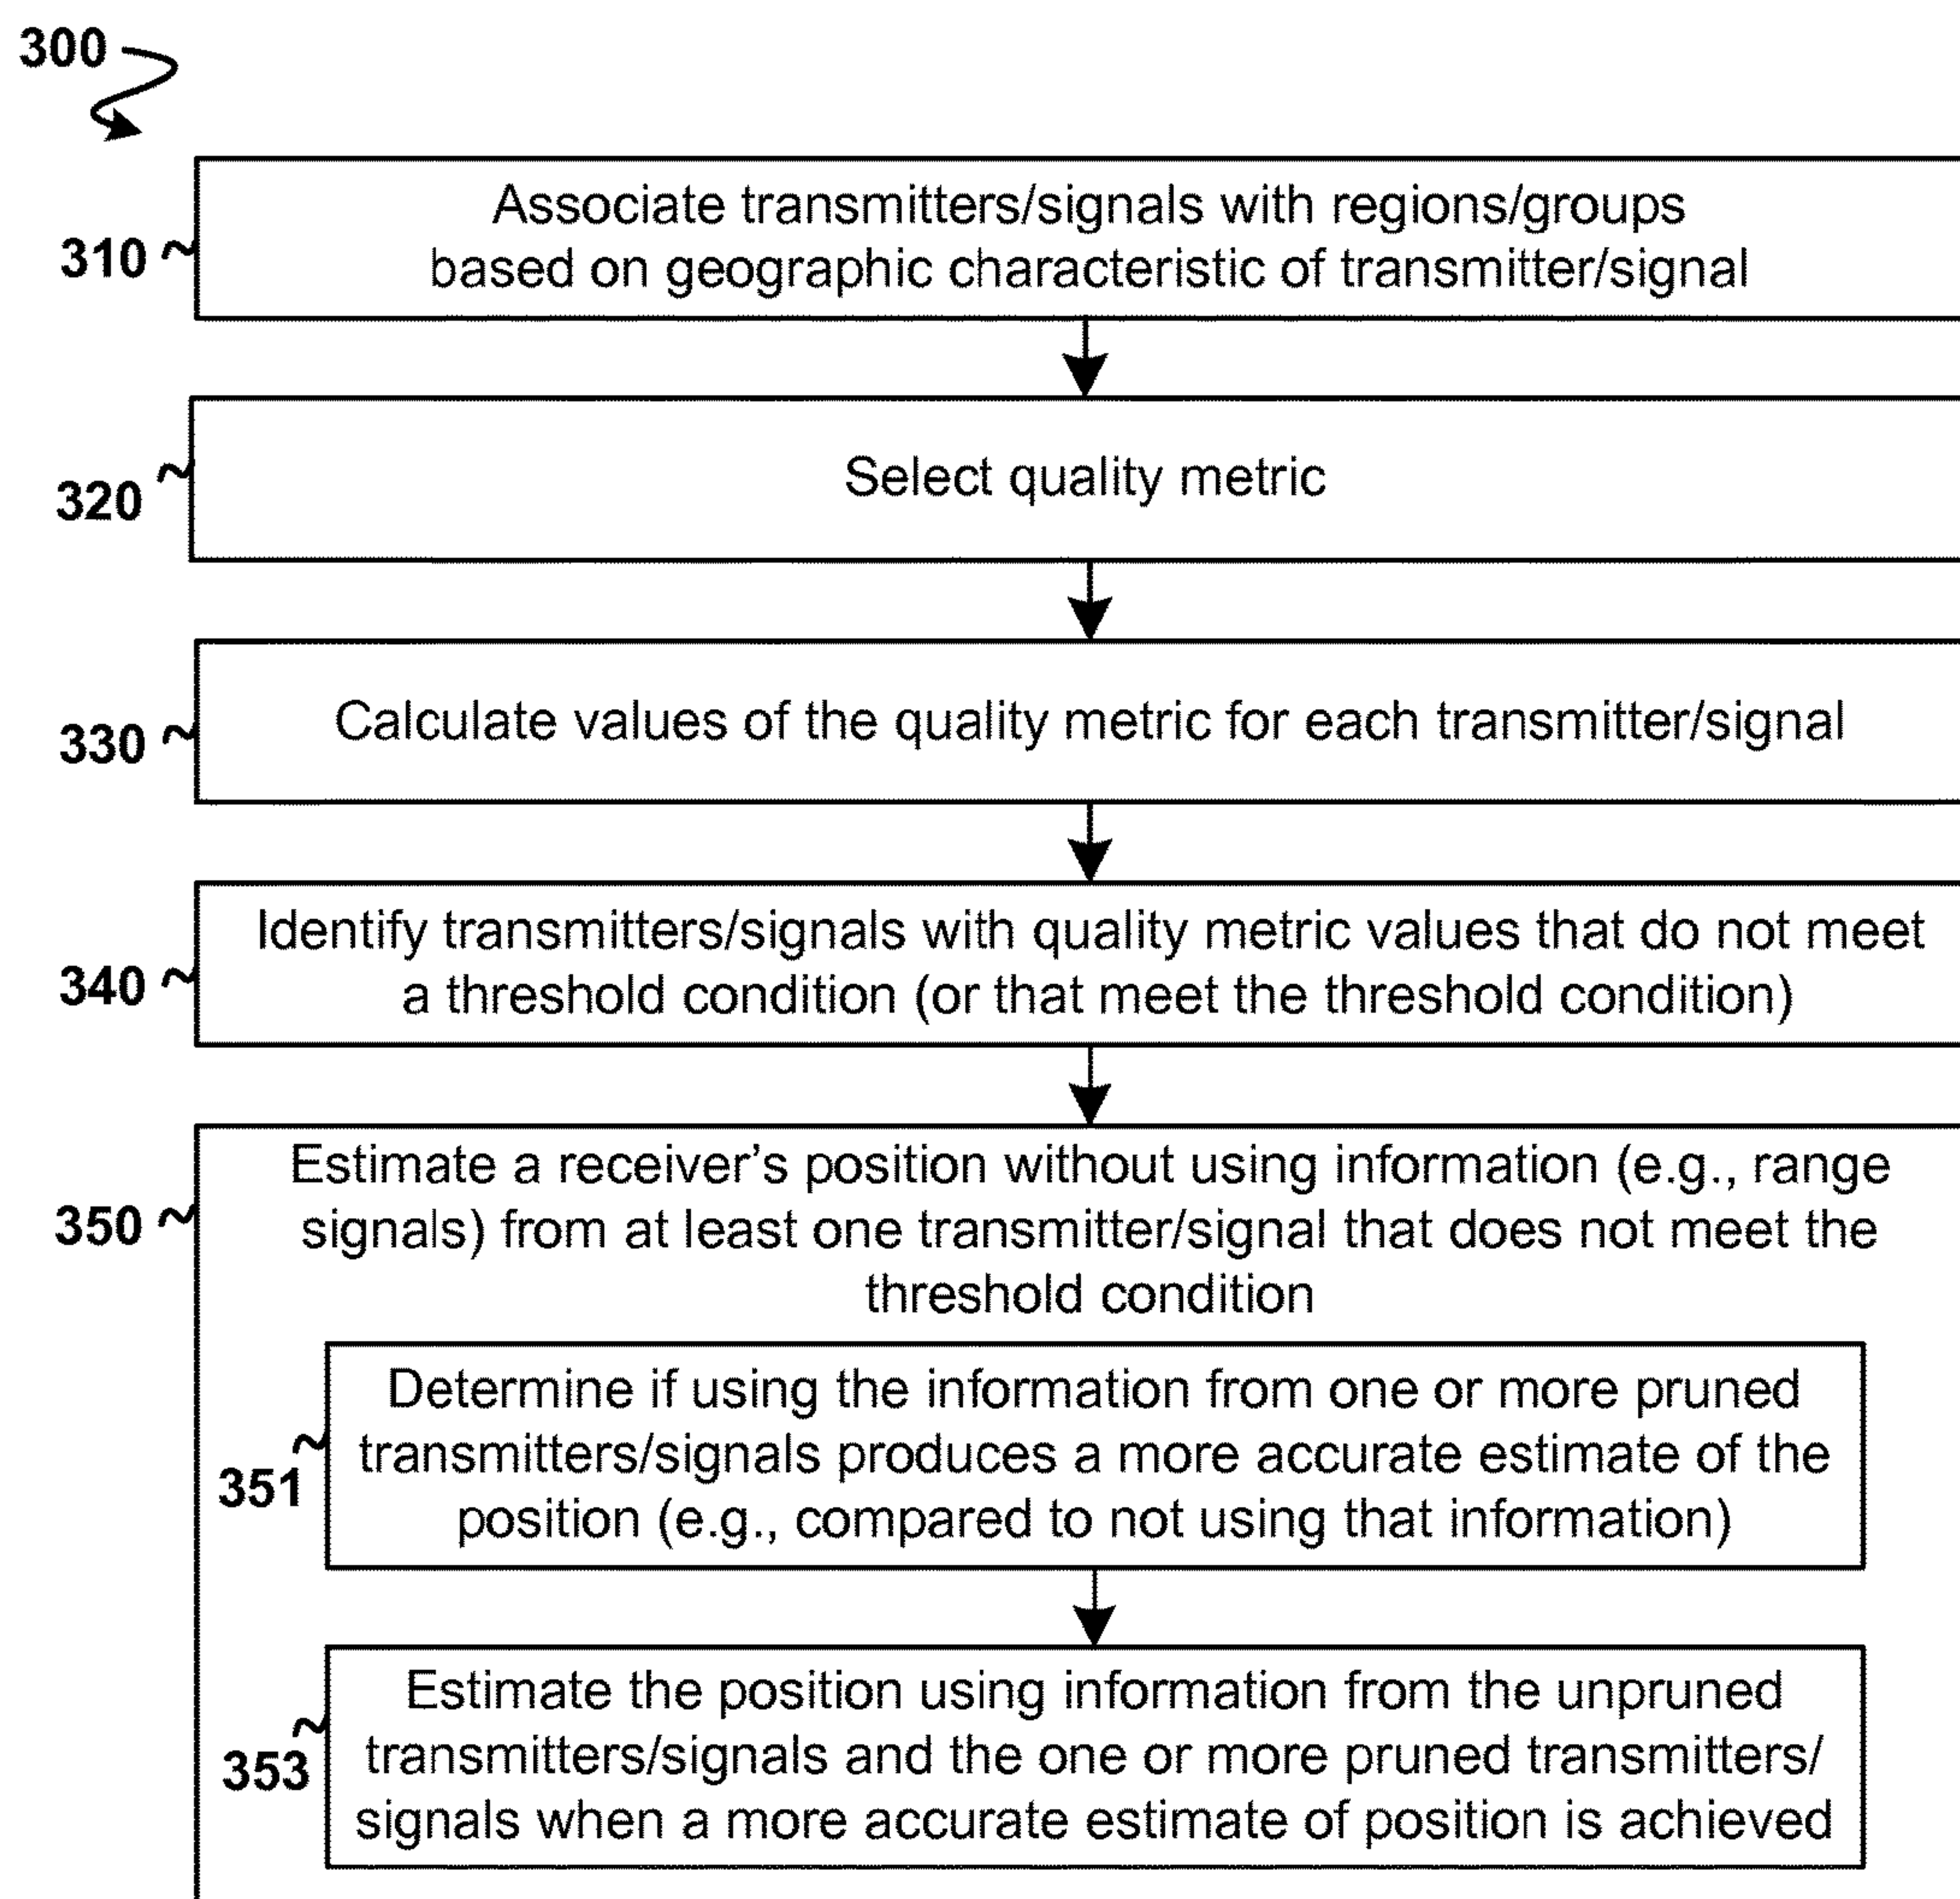 300
Associate transmitters/signals with regions/groups
based on geographic characteristic of transmitter/signal
310
Select quality metric
320
Calculate values of the quality metric for each transmitter/signal
330
Identify transmitters/signals with quality metric values that do not meet
a threshold condition (or that meet the threshold condition)
340
Estimate a receiver’s position without using information (e.g., range
signals) from at least one transmitter/signal that does not meet the
threshold condition
350
Determine if using the information from one or more pruned
transmitters/signals produces a more accurate estimate of the
position (e.g., compared to not using that information)
351
Estimate the position using information from the unpruned
transmitters/signals and the one or more pruned transmitters/
signals when a more accurate estimate of position is achieved
353